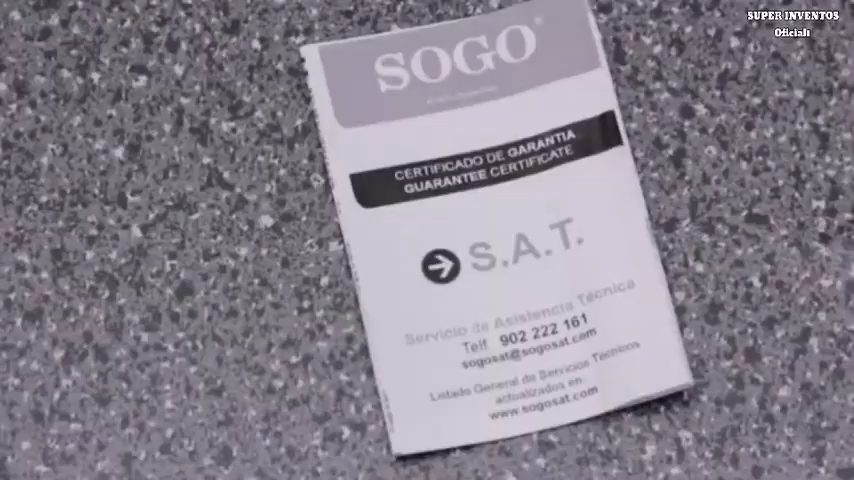 SUPER INVENTOS
Oficial1
SOGO
CERTIFICADO DE GARANTIA
GUARANTEE CERTIFICATE
S.A.T.
Servicio de Asistencia Técnica
Telf. 902 222 161
sogosat@sogosat.com
Listado General de Servicios Técnicos
actualizados en:
www.sogosat.com